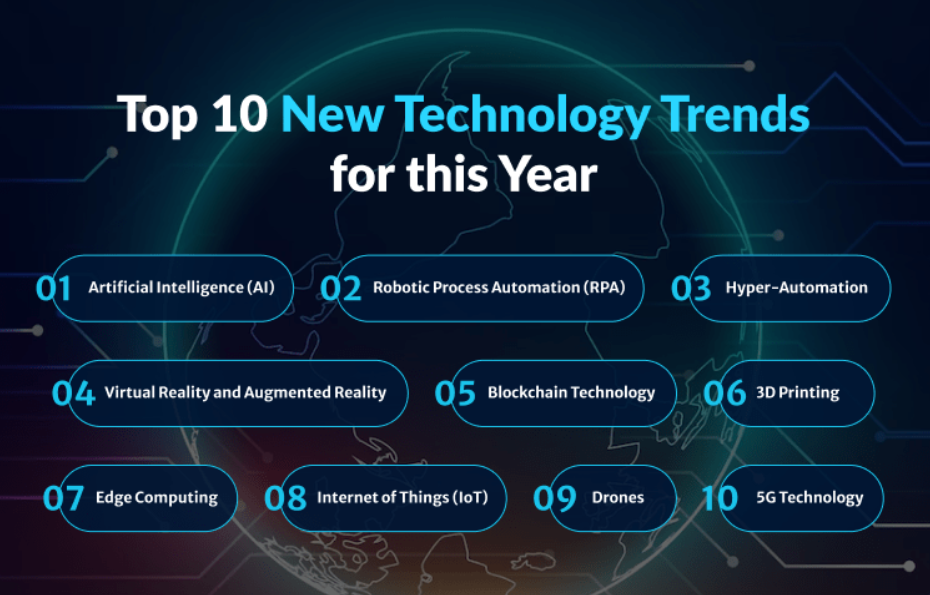 Top 10 New Technology Trends
for this Year
01 Artificial Intelligence (AI)
02 Robotic Process Automation (RPA)
03 Hyper-Automation
04 Virtual Reality and Augmented Reality
05 Blockchain Technology
06 3D Printing
07 Edge Computing
08 Internet of Things (IoT)
09 Drones
10 5G Technology